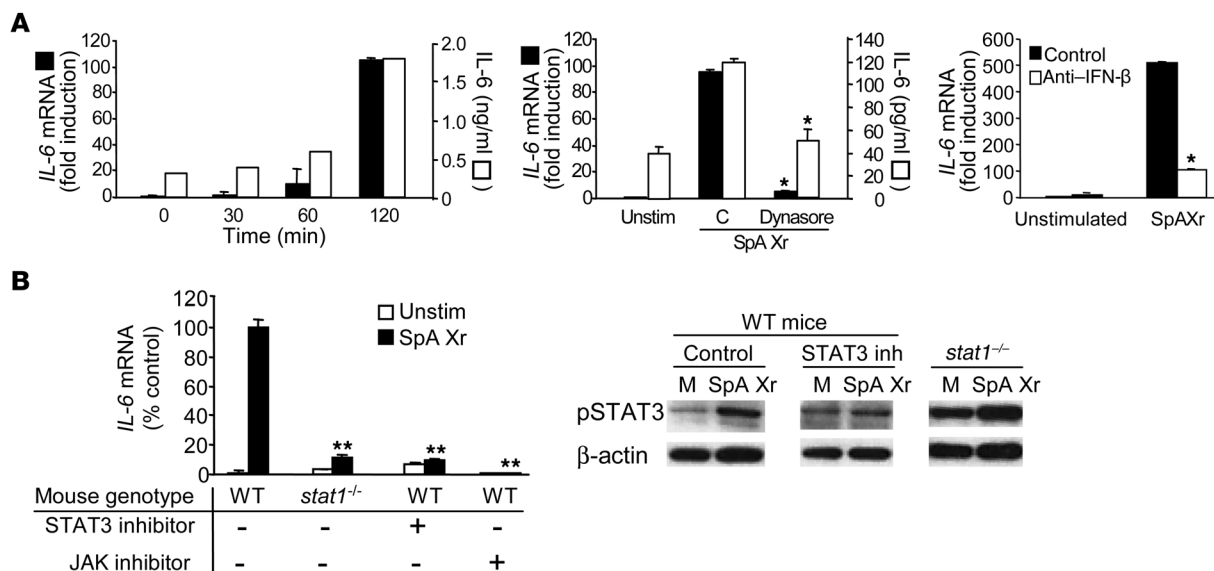 A
IL-6 mRNA
(fold induction)
120
100
80
60
40
20
0
2.0
1.5
1.0
0.5
0
IL-6
(ng/ml )
0 30 60 120
Time (min)
IL-6 mRNA
(fold induction)
120
100
80
60
40
20
0
140
120
100
80
60
40
20
0
IL-6
(pg/ml )
* *
Unstim C Dynasore
SpA Xr
IL-6 mRNA
(fold induction)
600
500
400
300
200
100
0
Control
Anti–IFN-β
*
Unstimulated SpAXr
B
IL-6 mRNA
(% control)
120
100
80
60
40
20
0
Unstim
SpA Xr
** ** **
Mouse genotype WT stat1-/- WT WT
STAT3 inhibitor - - + -
JAK inhibitor - - - +
WT mice
Control STAT3 inh stat1–/–
M SpA Xr M SpA Xr M SpA Xr
pSTAT3
β-actin